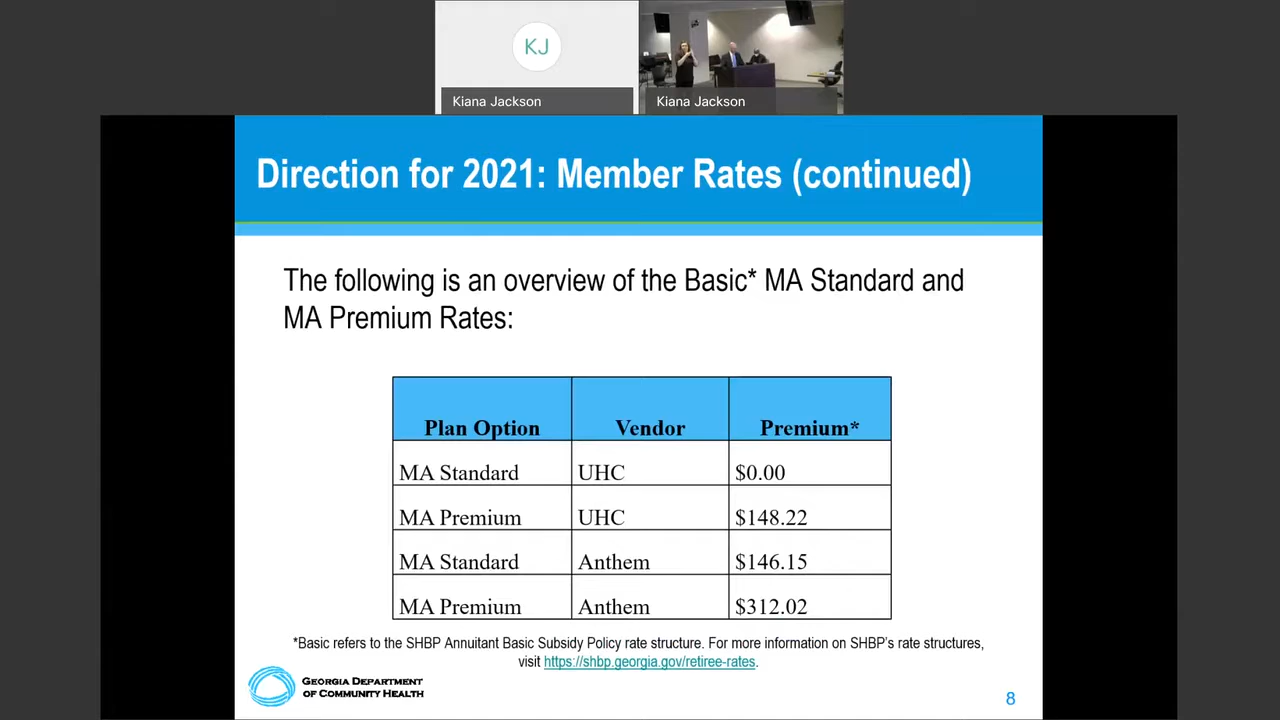 KJ
Kiana Jackson
Kiana Jackson
Direction for 2021: Member Rates (continued)
The following is an overview of the Basic* MA Standard and
MA Premium Rates:
Plan Option Vendor Premium*
MA Standard UHC $0.00
MA Premium UHC $148.22
MA Standard Anthem $146.15
MA Premium Anthem $312.02
*Basic refers to the SHBP Annuitant Basic Subsidy Policy rate structure. For more information on SHBP's rate structures,
visit https://shbp.georgia.gov/retiree-rates.
GEORGIA DEPARTMENT
OF COMMUNITY HEALTH
8